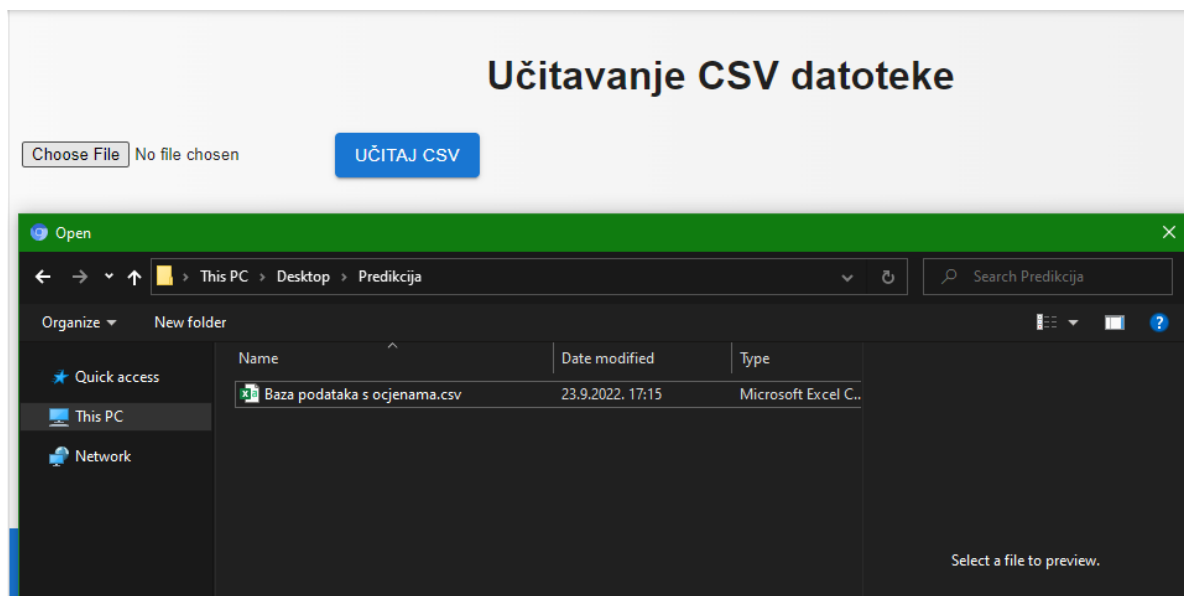 Učitavanje CSV datoteke
Choose File No file chosen UČITAJ CSV
Open
This PC > Desktop > Predikcija Search Predikcija
Organize New folder
Name Date modified Type
Quick access
Baza podataka s ocjenama.csv 23.9.2022. 17:15 Microsoft Excel C...
This PC
Network
Select a file to preview.